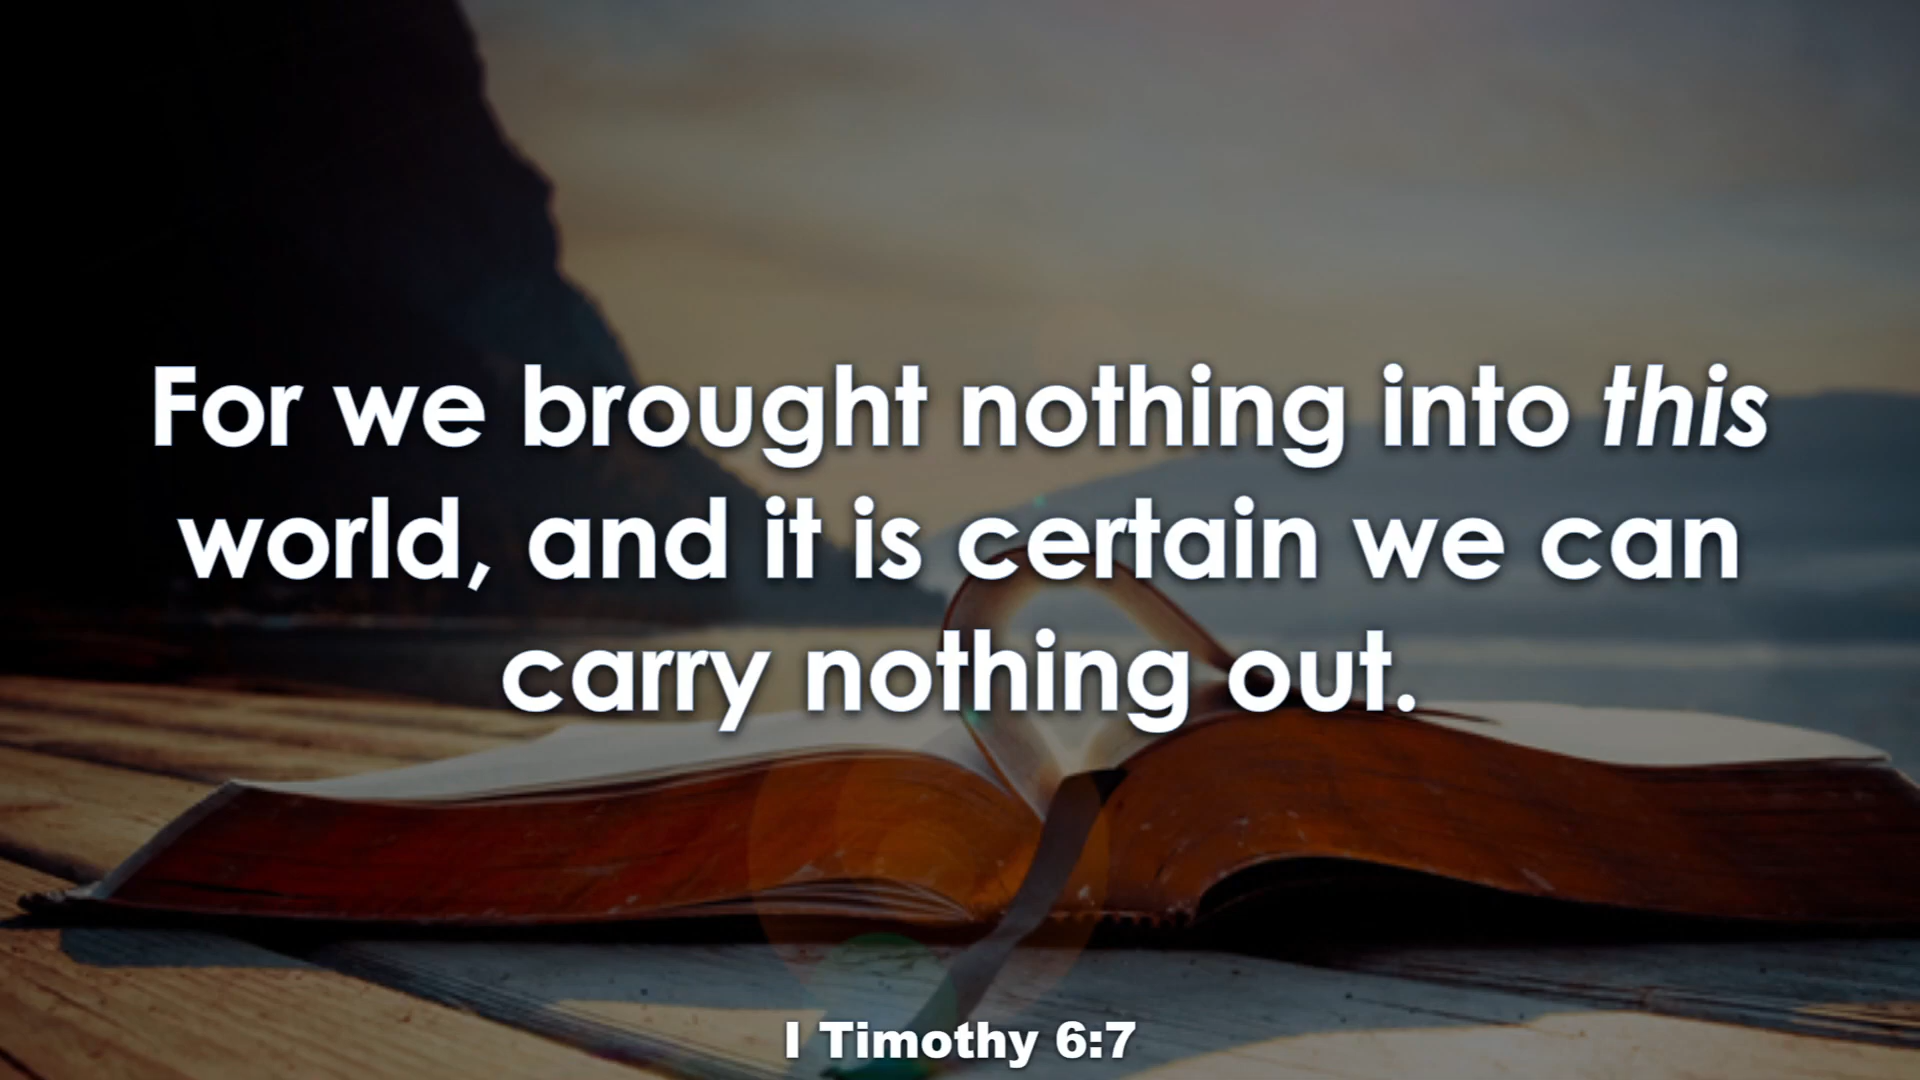 For we brought nothing into this
world, and it is certain we can
carry nothing out.
I Timothy 6:7